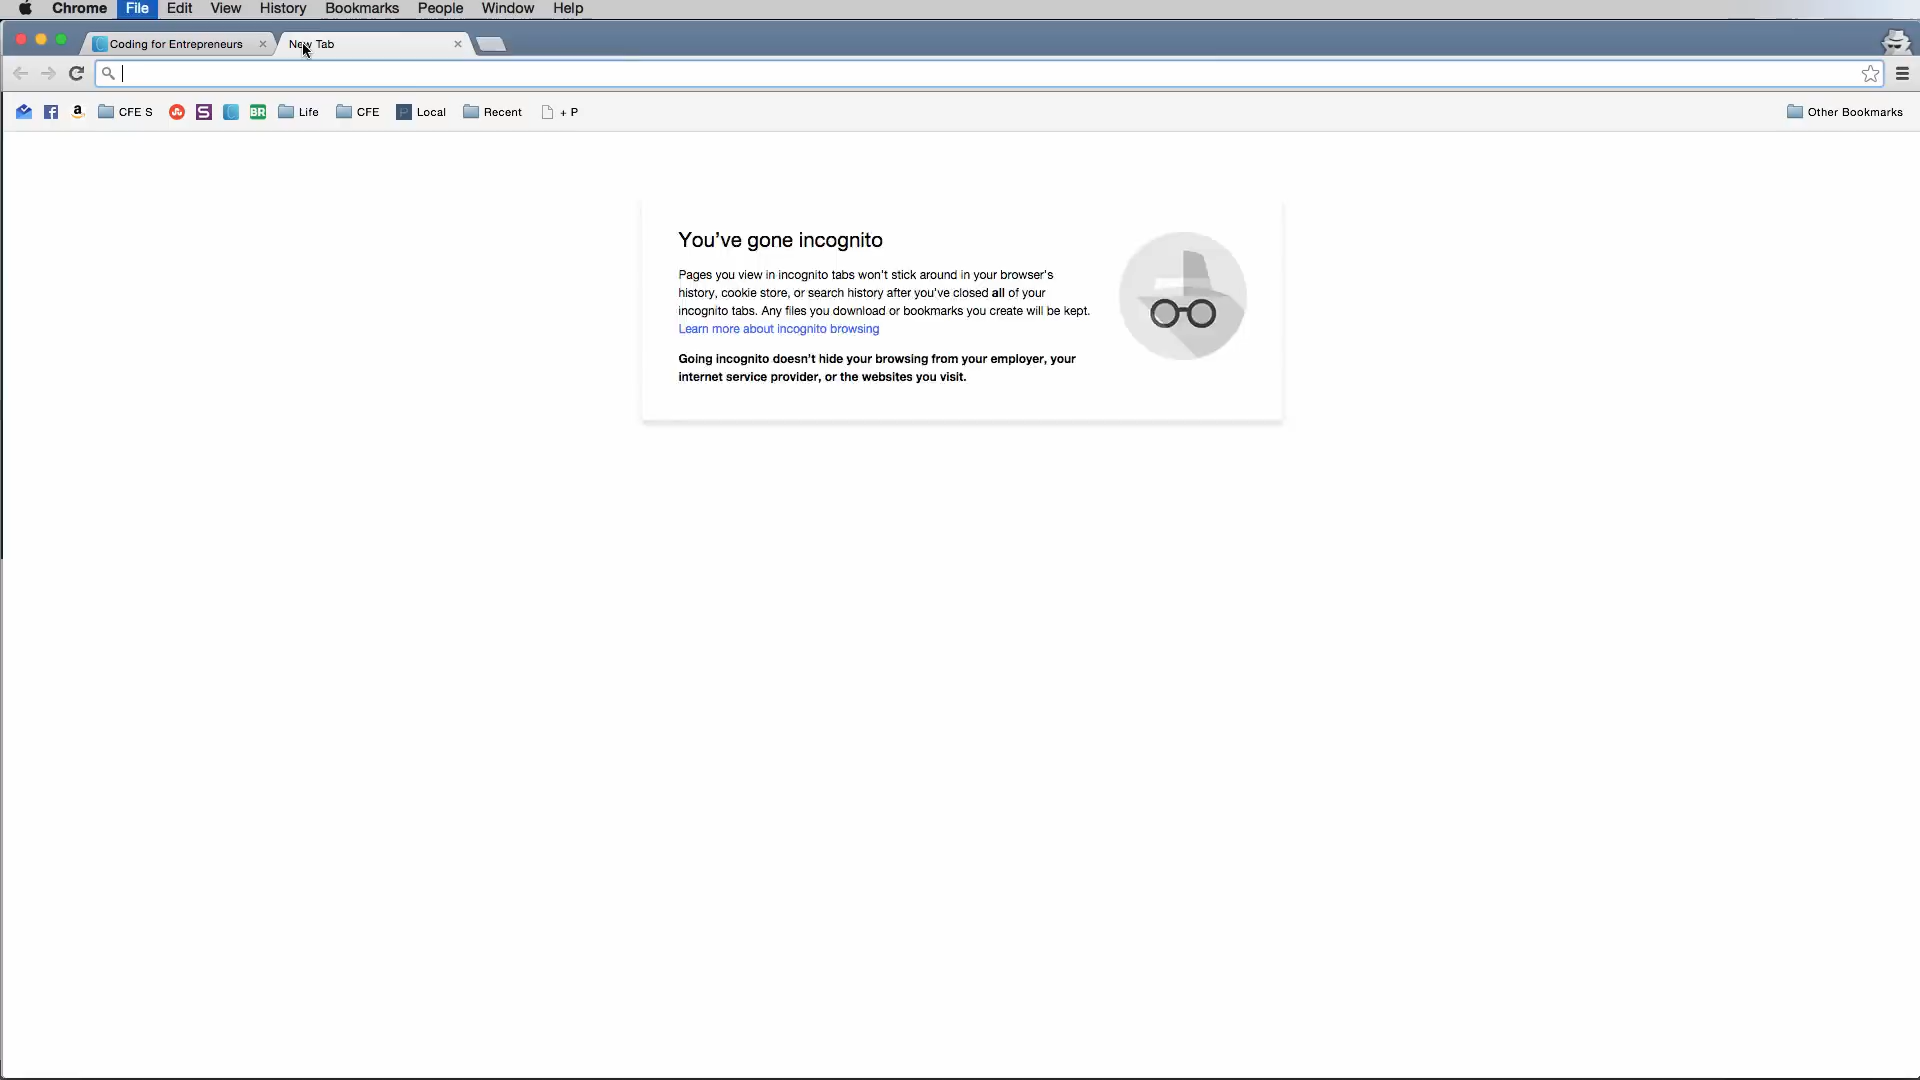 Chrome File Edit View History Bookmarks People Window Help
Coding for Entrepreneurs New Tab
CFE S S BR Life CFE P Local Recent + P Other Bookmarks
You've gone incognito
Pages you view in incognito tabs won't stick around in your browser's
history, cookie store, or search history after you've closed all of your
incognito tabs. Any files you download or bookmarks you create will be kept.
Learn more about incognito browsing
Going incognito doesn't hide your browsing from your employer, your
internet service provider, or the websites you visit.